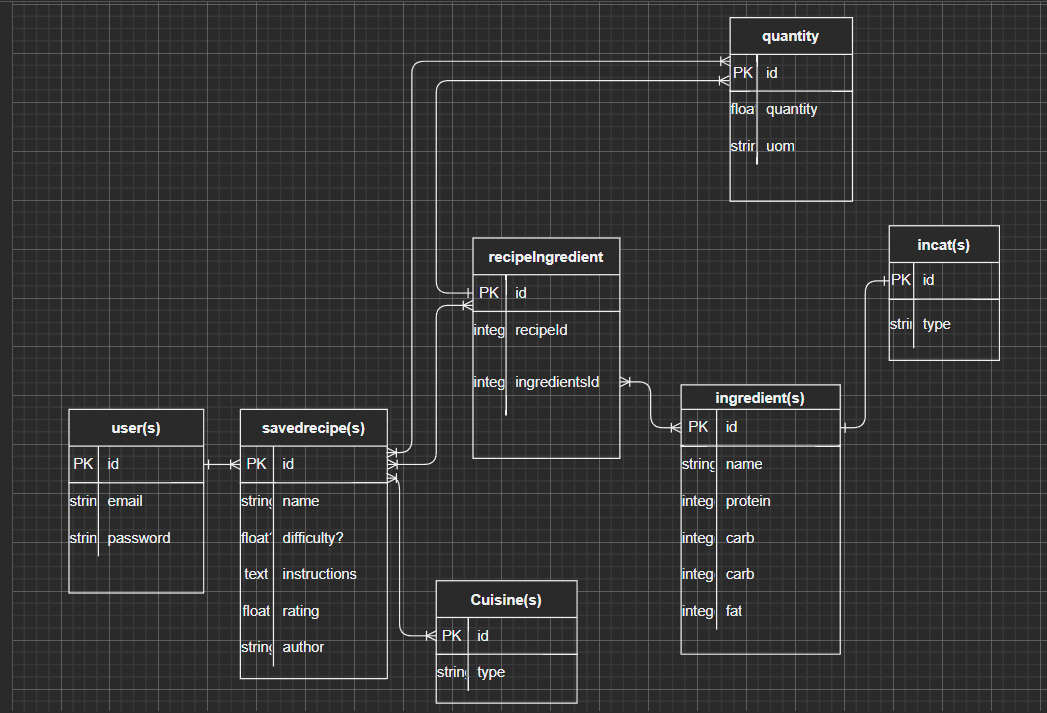 quantity
PK id
floa quantity
strin uom
recipeIngredient
PK id
integ recipeId
integ ingredientsId
incat(s)
PK id
strii type
user(s)
PK id
strin email
strin password
savedrecipe(s)
PK id
string name
float? difficulty?
text instructions
float rating
string author
ingredient(s)
PK id
string name
integ protein
integ carb
integ carb
integ fat
Cuisine(s)
PK id
string type